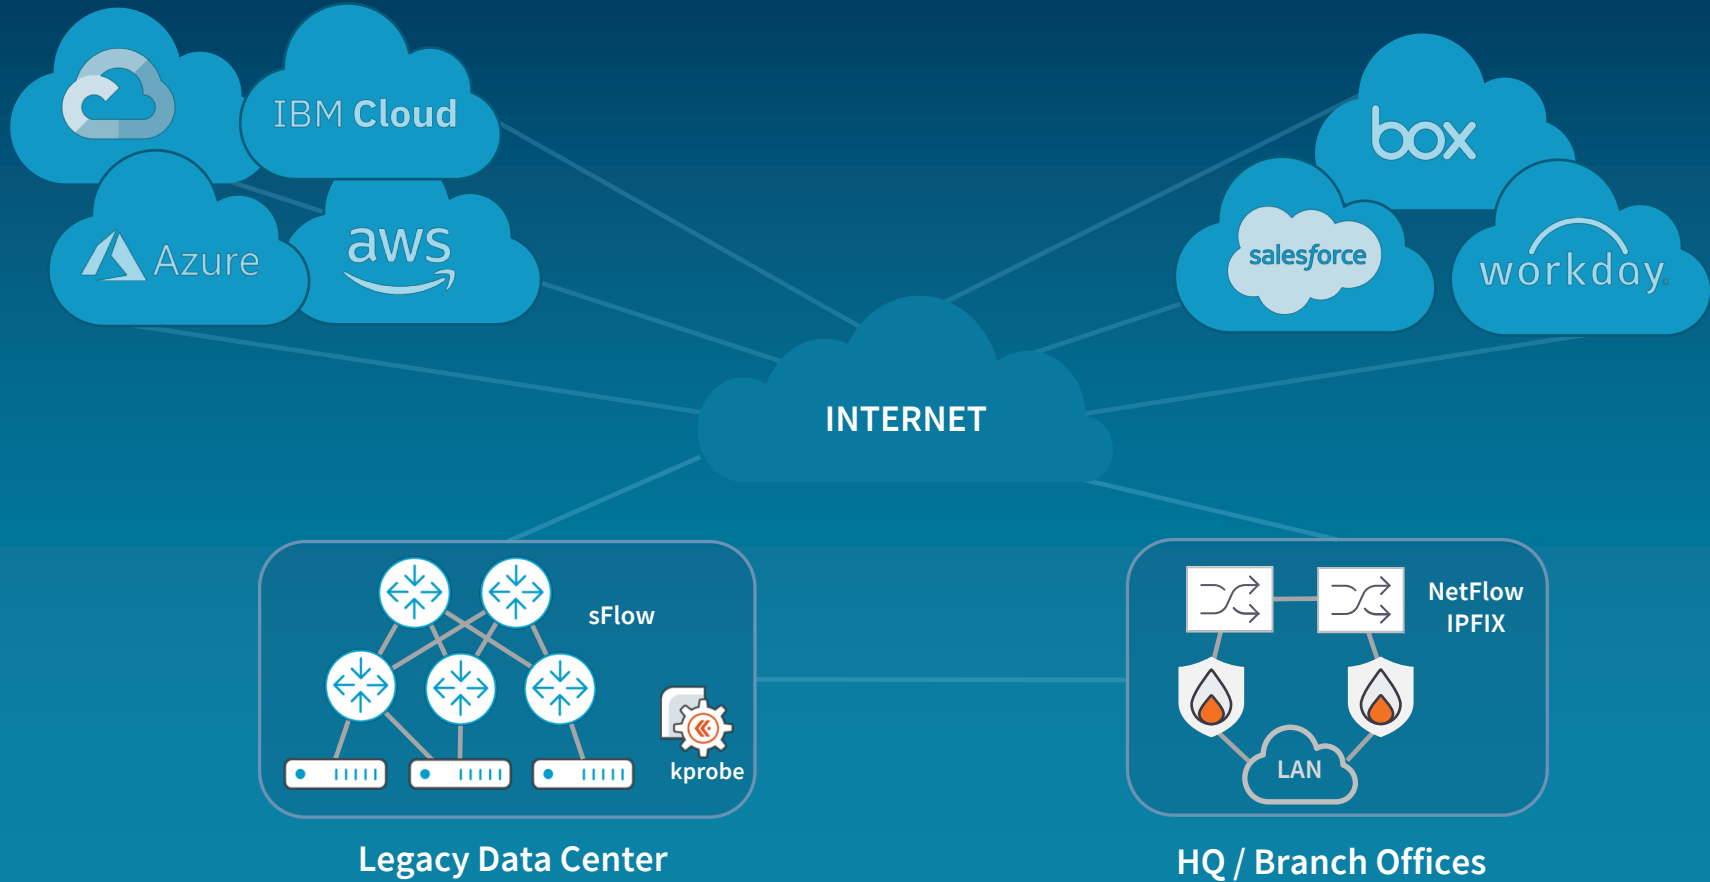 IBM Cloud
Azure
aws
box
salesforce
workday.
INTERNET
sFlow
kprobe
Legacy Data Center
NetFlow
IPFIX
LAN
HQ / Branch Offices